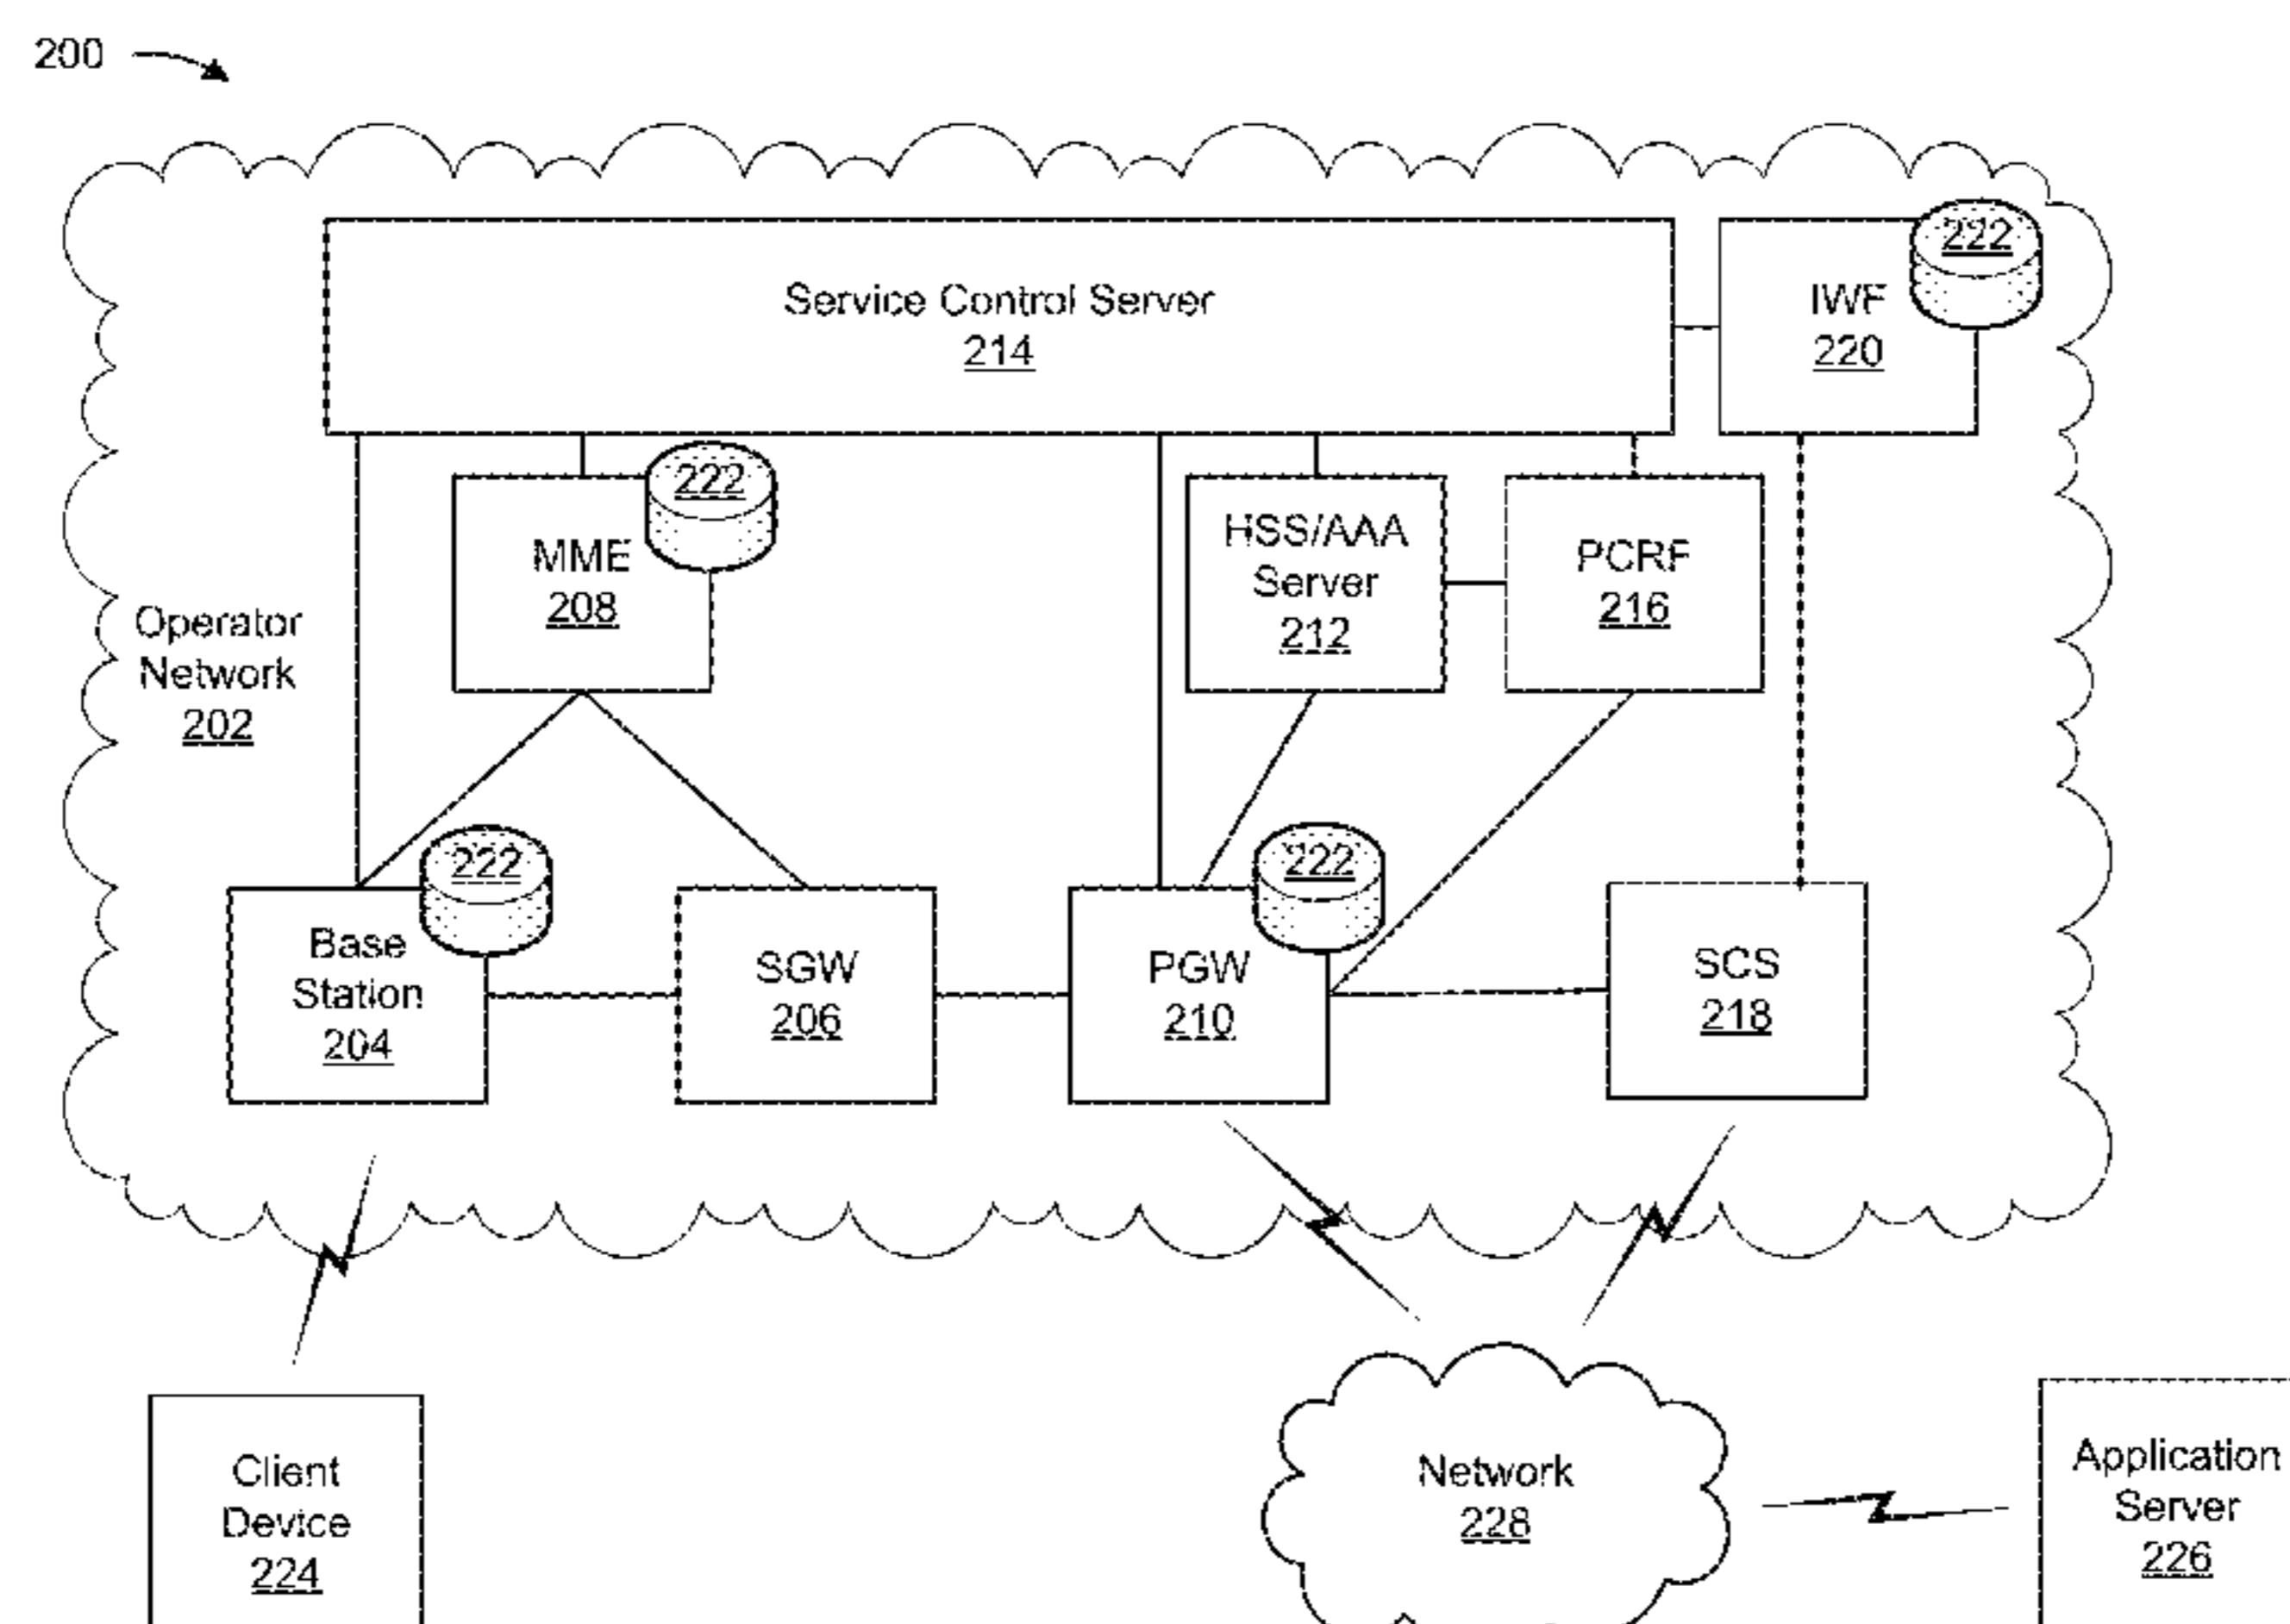 200
Service Control Server
214
IWF
220
222
222
MME
208
HSS/AAA
Server
212
PCRF
216
Operator
Network
202
222
Base
Station
204
SGW
206
222
PGW
210
SCS
218
Client
Device
224
Network
228
Application
Server
226